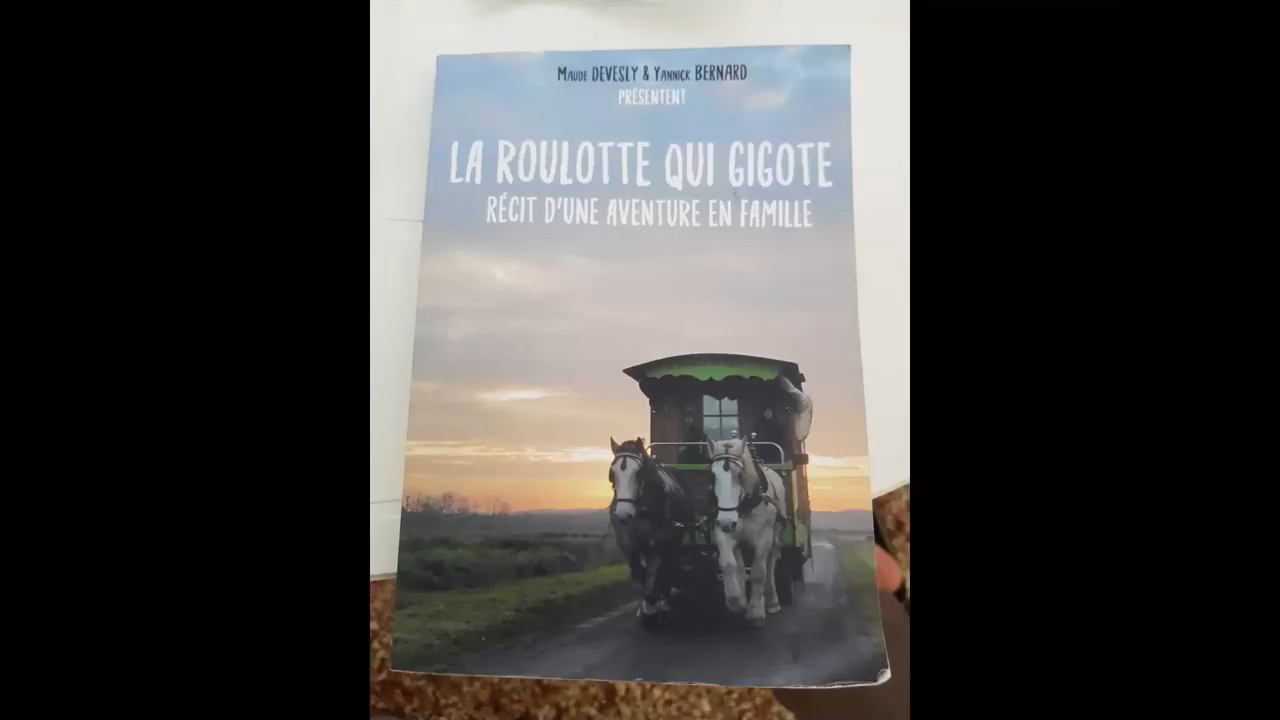 Maude DEVESLY & Yannick BERNARD
PRÉSENTENT
LA ROULOTTE QUI GIGOTE
RÉCIT D'UNE AVENTURE EN FAMILLE